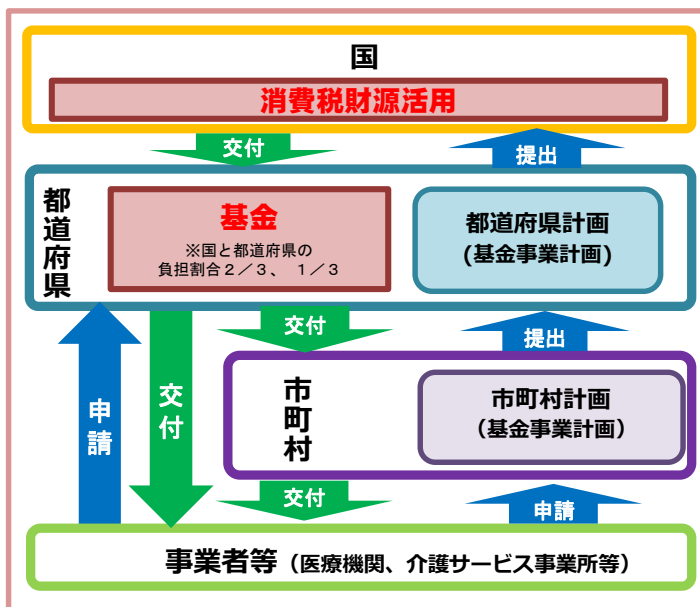 国
消費税財源活用
交付
提出
都道府県
基金
※国と都道府県の
負担割合2／3、 1／3
都道府県計画
(基金事業計画)
申請
交付
交付
提出
市町村
市町村計画
（基金事業計画）
交付
申請
事業者等（医療機関、介護サービス事業所等）